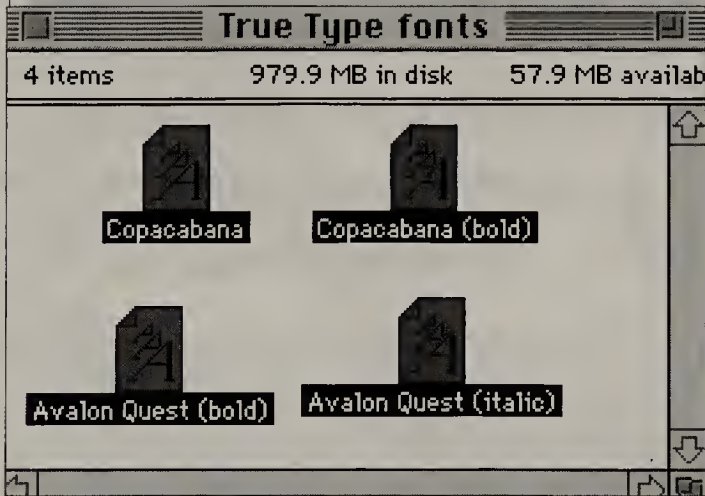 True Type fonts
4 items 979.9 MB in disk 57.9 MB availab
Copacabana Copacabana (bold)
Avalon Quest (bold) Avalon Quest (italic)